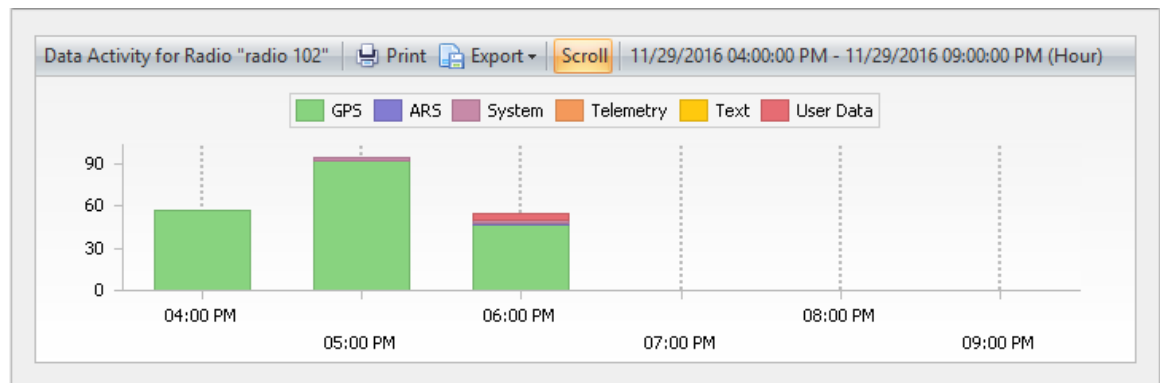 Data Activity for Radio "radio 102" Print Export Scroll 11/29/2016 04:00:00 PM - 11/29/2016 09:00:00 PM (Hour)
GPS ARS System Telemetry Text User Data
90
60
30
0
04:00 PM 06:00 PM 08:00 PM
05:00 PM 07:00 PM 09:00 PM